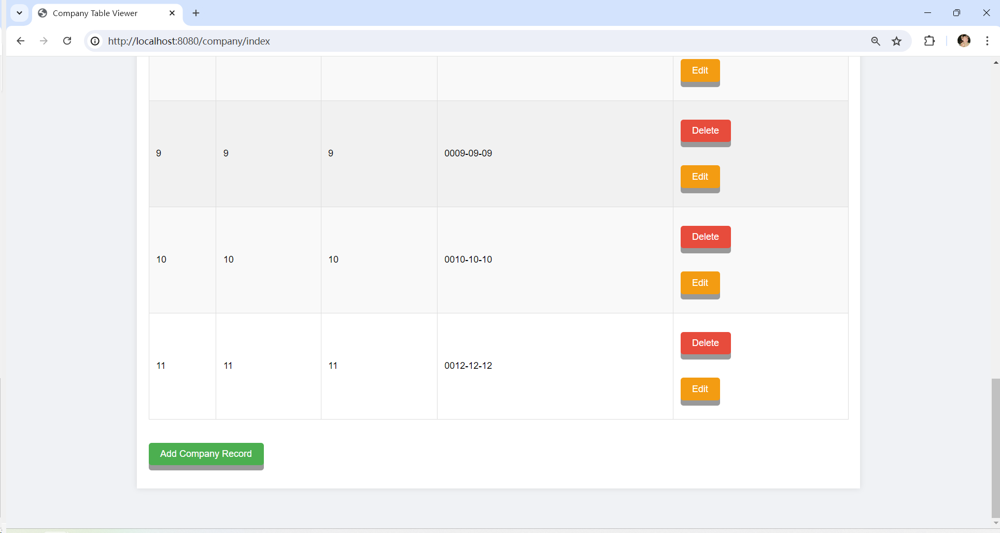 Company Table Viewer
http://localhost:8080/company/index
Edit
Delete
9 9 9 0009-09-09
Edit
Delete
10 10 10 0010-10-10
Edit
Delete
11 11 11 0012-12-12
Edit
Add Company Record